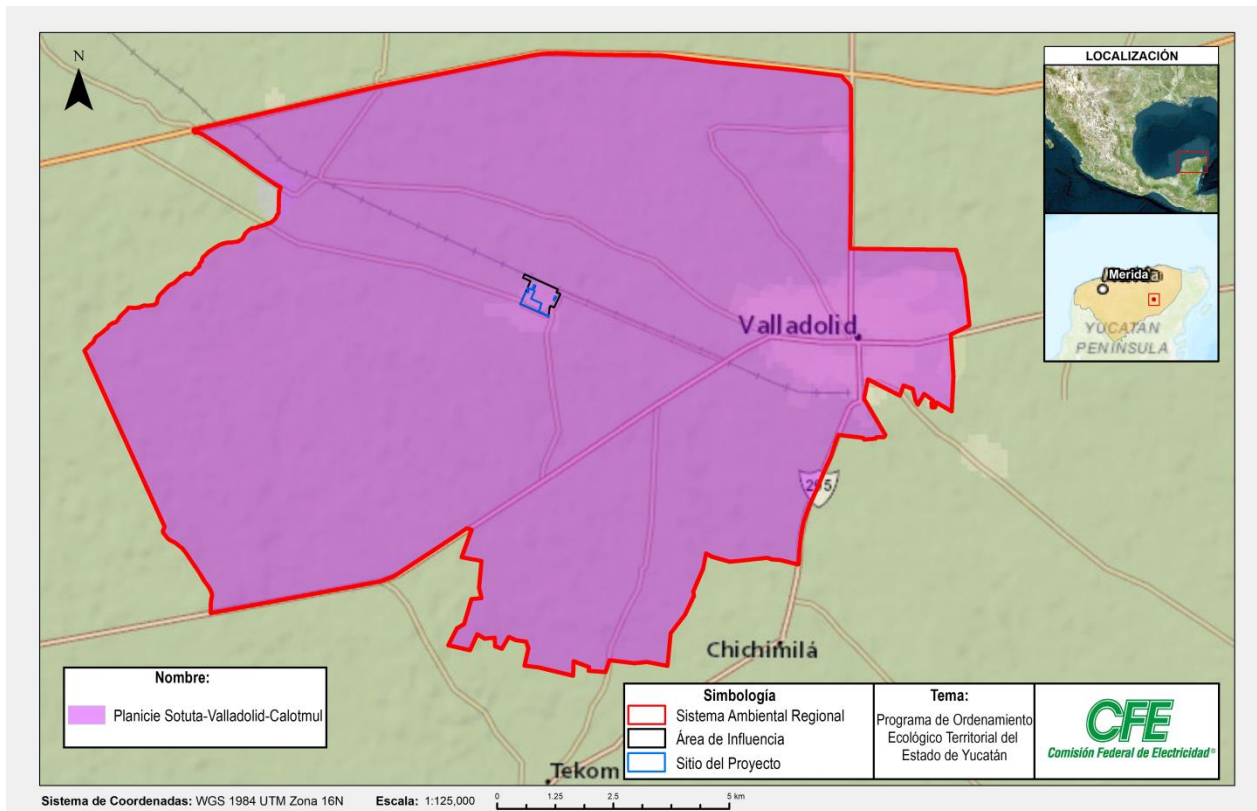 N
LOCALIZACIÓN
Merida
YUCATAN
PENINSULA
Valladolid
295
Chichimilá
Tekom
Nombre:
Planicie Sotuta-Valladolid-Calotmul
Simbología
Sistema Ambiental Regional
Área de Influencia
Sitio del Proyecto
Tema:
Programa de Ordenamiento
Ecológico Territorial del
Estado de Yucatán
CFE
Comisión Federal de Electricidad®
Sistema de Coordenadas: WGS 1984 UTM Zona 16N Escala: 1:125,000 0 1.25 2.5 5 km